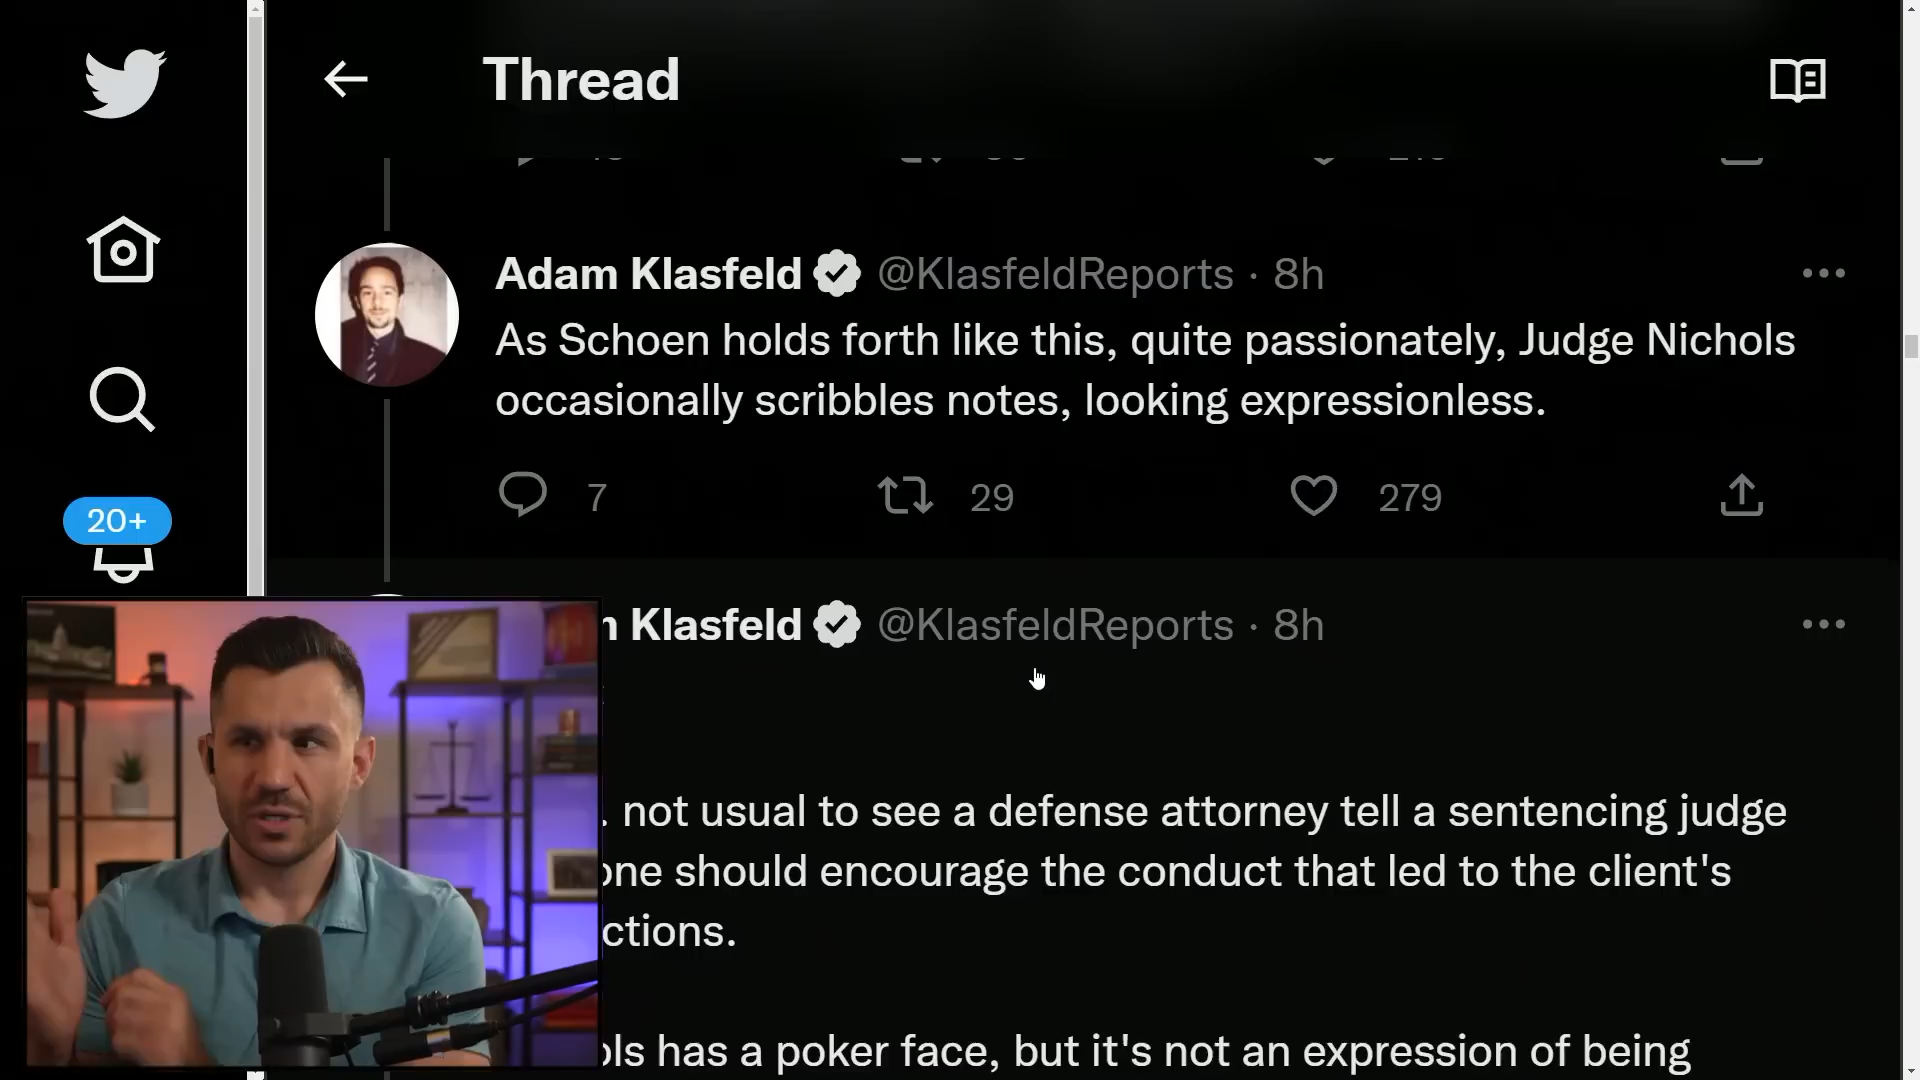 Thread
Adam Klasfeld @KlasfeldReports · 8h
As Schoen holds forth like this, quite passionately, Judge Nichols
occasionally scribbles notes, looking expressionless.
7 29 279
20+
Klasfeld @KlasfeldReports · 8h
not usual to see a defense attorney tell a sentencing judge
should encourage the conduct that led to the client's
ctions.
has a poker face, but it's not an expression of being